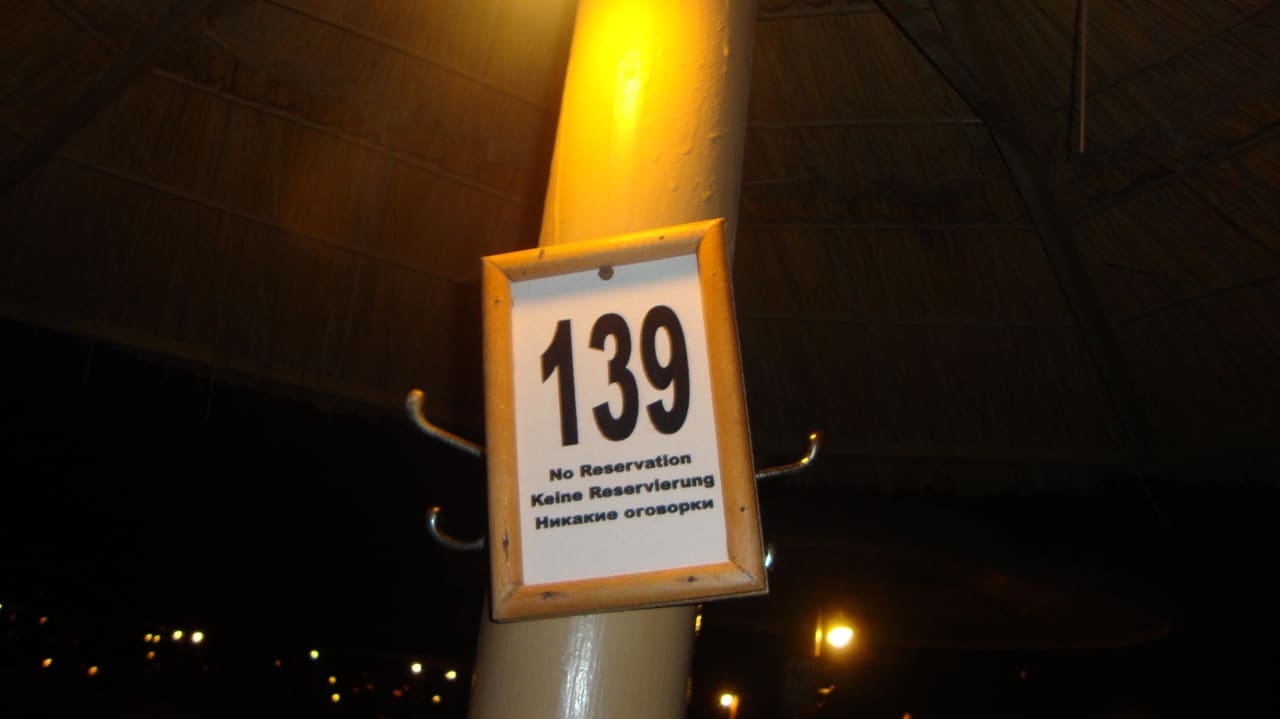 139
No Reservation
Keine Reservierung
Никакие оговорки